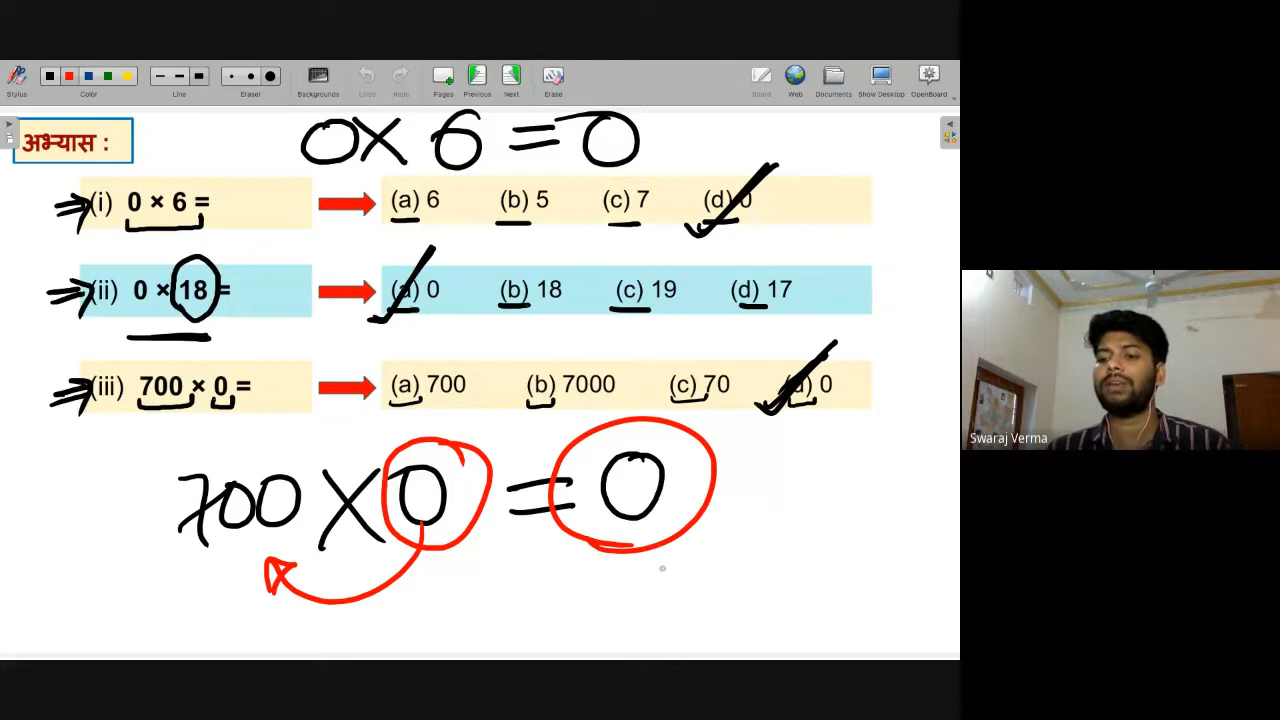 Stylus Color Line Eraser Backgrounds Undo Redo Pages Previous Next Erase Board Web Documents Show Desktop OpenBoard
अभ्यास :
0 × 6 = 0
(i) 0 × 6 = (a) 6 (b) 5 (c) 7 (d) 0
(ii) 0 × 18 = (a) 0 (b) 18 (c) 19 (d) 17
(iii) 700 × 0 = (a) 700 (b) 7000 (c) 70 (d) 0
700 × 0 = 0
Swaraj Verma